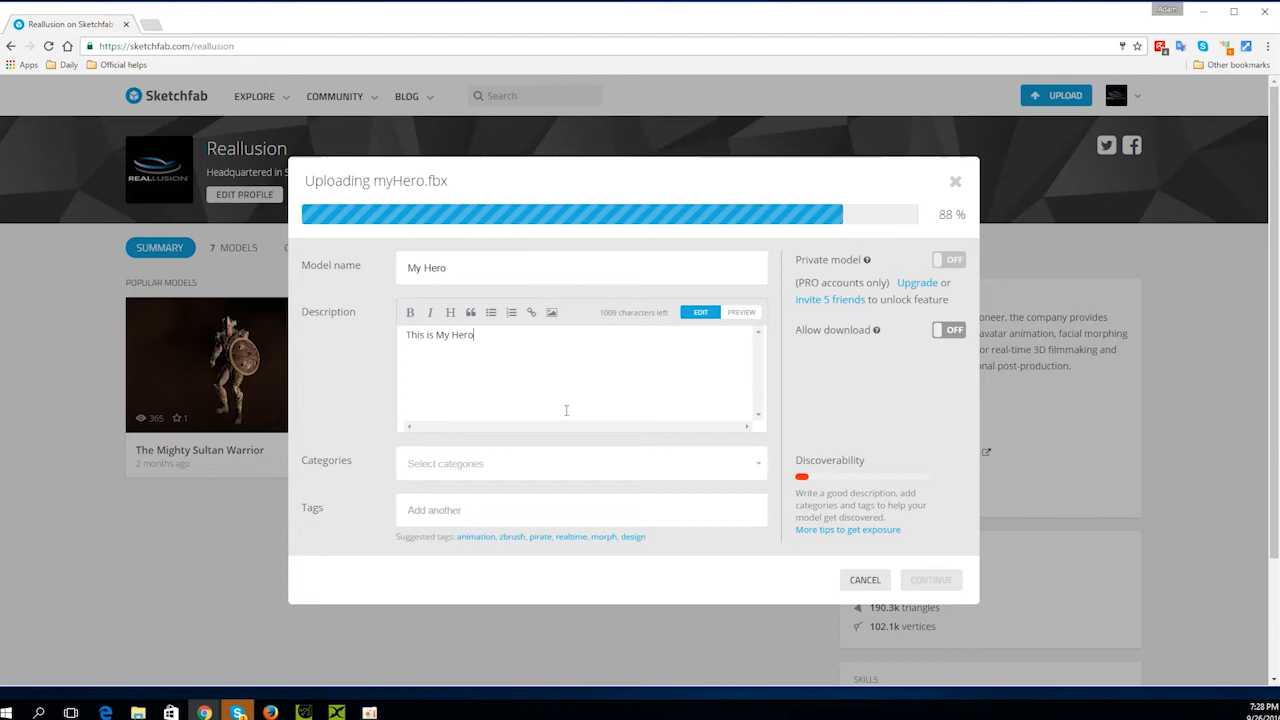 Adam
Reallusion on Sketchfab
https://sketchfab.com/reallusion
Apps Daily Official helps Other bookmarks
Sketchfab EXPLORE COMMUNITY BLOG Search UPLOAD
Reallusion
REALLUSION
Headquartered in S
EDIT PROFILE
SUMMARY 7 MODELS
POPULAR MODELS
365 1
The Mighty Sultan Warrior
2 months ago
Uploading myHero.fbx
88 %
Model name My Hero
Description
B I H 1009 characters left EDIT PREVIEW
This is My Hero
Categories Select categories
Tags Add another
Suggested tags: animation, zbrush, pirate, realtime, morph, design
Private model OFF
(PRO accounts only) Upgrade or
invite 5 friends to unlock feature
Allow download OFF
Discoverability
Write a good description, add
categories and tags to help your
model get discovered.
More tips to get exposure
CANCEL CONTINUE
oneer, the company provides
avatar animation, facial morphing
or real-time 3D filmmaking and
onal post-production.
190.3k triangles
102.1k vertices
SKILLS
7:28 PM